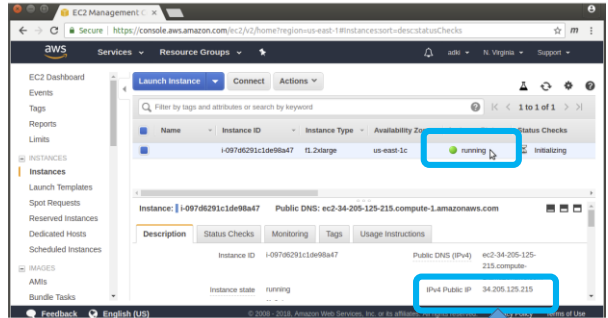 EC2 Management C
Secure https://console.aws.amazon.com/ec2/v2/home?region=us-east-1#Instances:sort=desc:statusChecks
aws Services Resource Groups adki N. Virginia Support
EC2 Dashboard
Events
Tags
Reports
Limits
INSTANCES
Instances
Launch Templates
Spot Requests
Reserved Instances
Dedicated Hosts
Scheduled Instances
IMAGES
AMIs
Bundle Tasks
Launch Instance Connect Actions
Filter by tags and attributes or search by keyword 1 to 1 of 1
Name Instance ID Instance Type Availability Zo Status Checks
i-097d6291c1de98a47 f1.2xlarge us-east-1c running Initializing
Instance: i-097d6291c1de98a47 Public DNS: ec2-34-205-125-215.compute-1.amazonaws.com
Description Status Checks Monitoring Tags Usage Instructions
Instance ID i-097d6291c1de98a47 Public DNS (IPv4) ec2-34-205-125-
215.compute-
Instance state running IPv4 Public IP 34.205.125.215
Feedback English (US) © 2008 - 2018, Amazon Web Services, Inc. or its affiliates. All rights reserved. Terms of Use